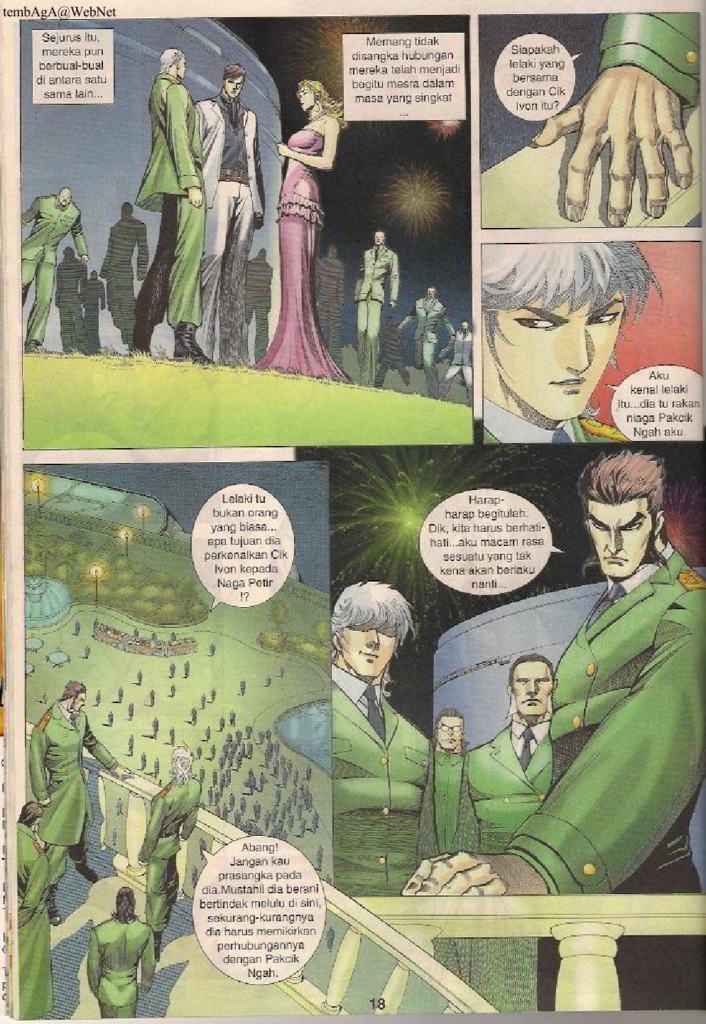 tembAgA@WebNet
Sejurus itu,
mereka pun
berbual-bual
di antara satu
sama lain...
Memang tidak
disangka hubungan
mereka telah menjadi
begitu mesra dalam
masa yang singkat
...
Siapakah
lelaki yang
bersama
dengan Cik
Ivon itu?
Aku
kenal lelaki
itu...dia tu rakan
niaga Pakcik
Ngah aku.
Lelaki tu
bukan orang
yang biasa...
apa tujuan dia
perkenalkan Cik
Ivon kepada
Naga Petir
!?
Abang!
Jangan kau
prasangka pada
dia.Mustahil dia berani
bertindak melulu di sini,
sekurang-kurangnya
dia harus memikirkan
perhubungannya
dengan Pakcik
Ngah.
Harap-
harap begitulah.
Dik, kita harus berhati-
hati...aku macam rasa
sesuatu yang tak
kena akan berlaku
nanti...
18